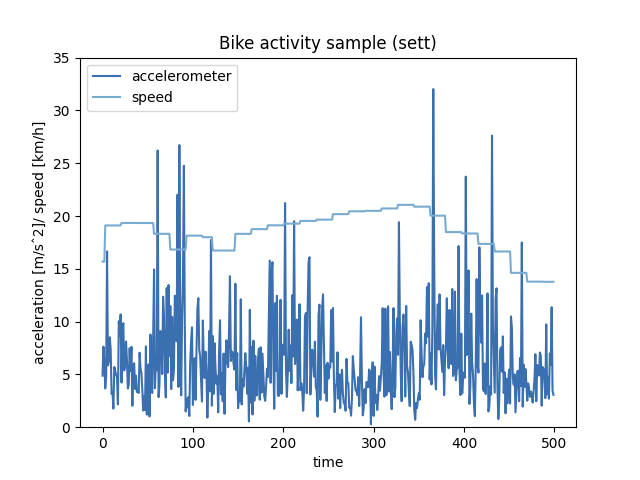 Bike activity sample (sett)
accelerometer
speed
acceleration [m/s^2]/ speed [km/h]
35
30
25
20
15
10
5
0
0 100 200 300 400 500
time